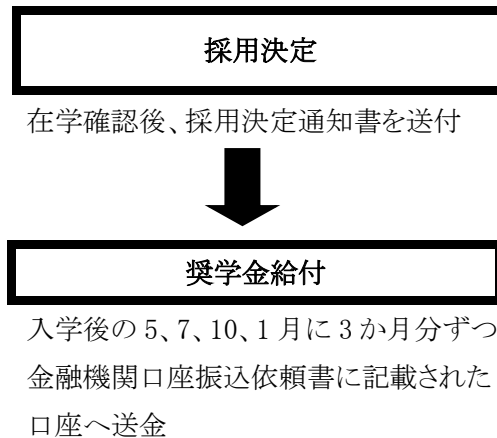 採用決定
在学確認後、採用決定通知書を送付
奨学金給付
入学後の 5、7、10、1 月に 3 か月分ずつ
金融機関口座振込依頼書に記載された
口座へ送金